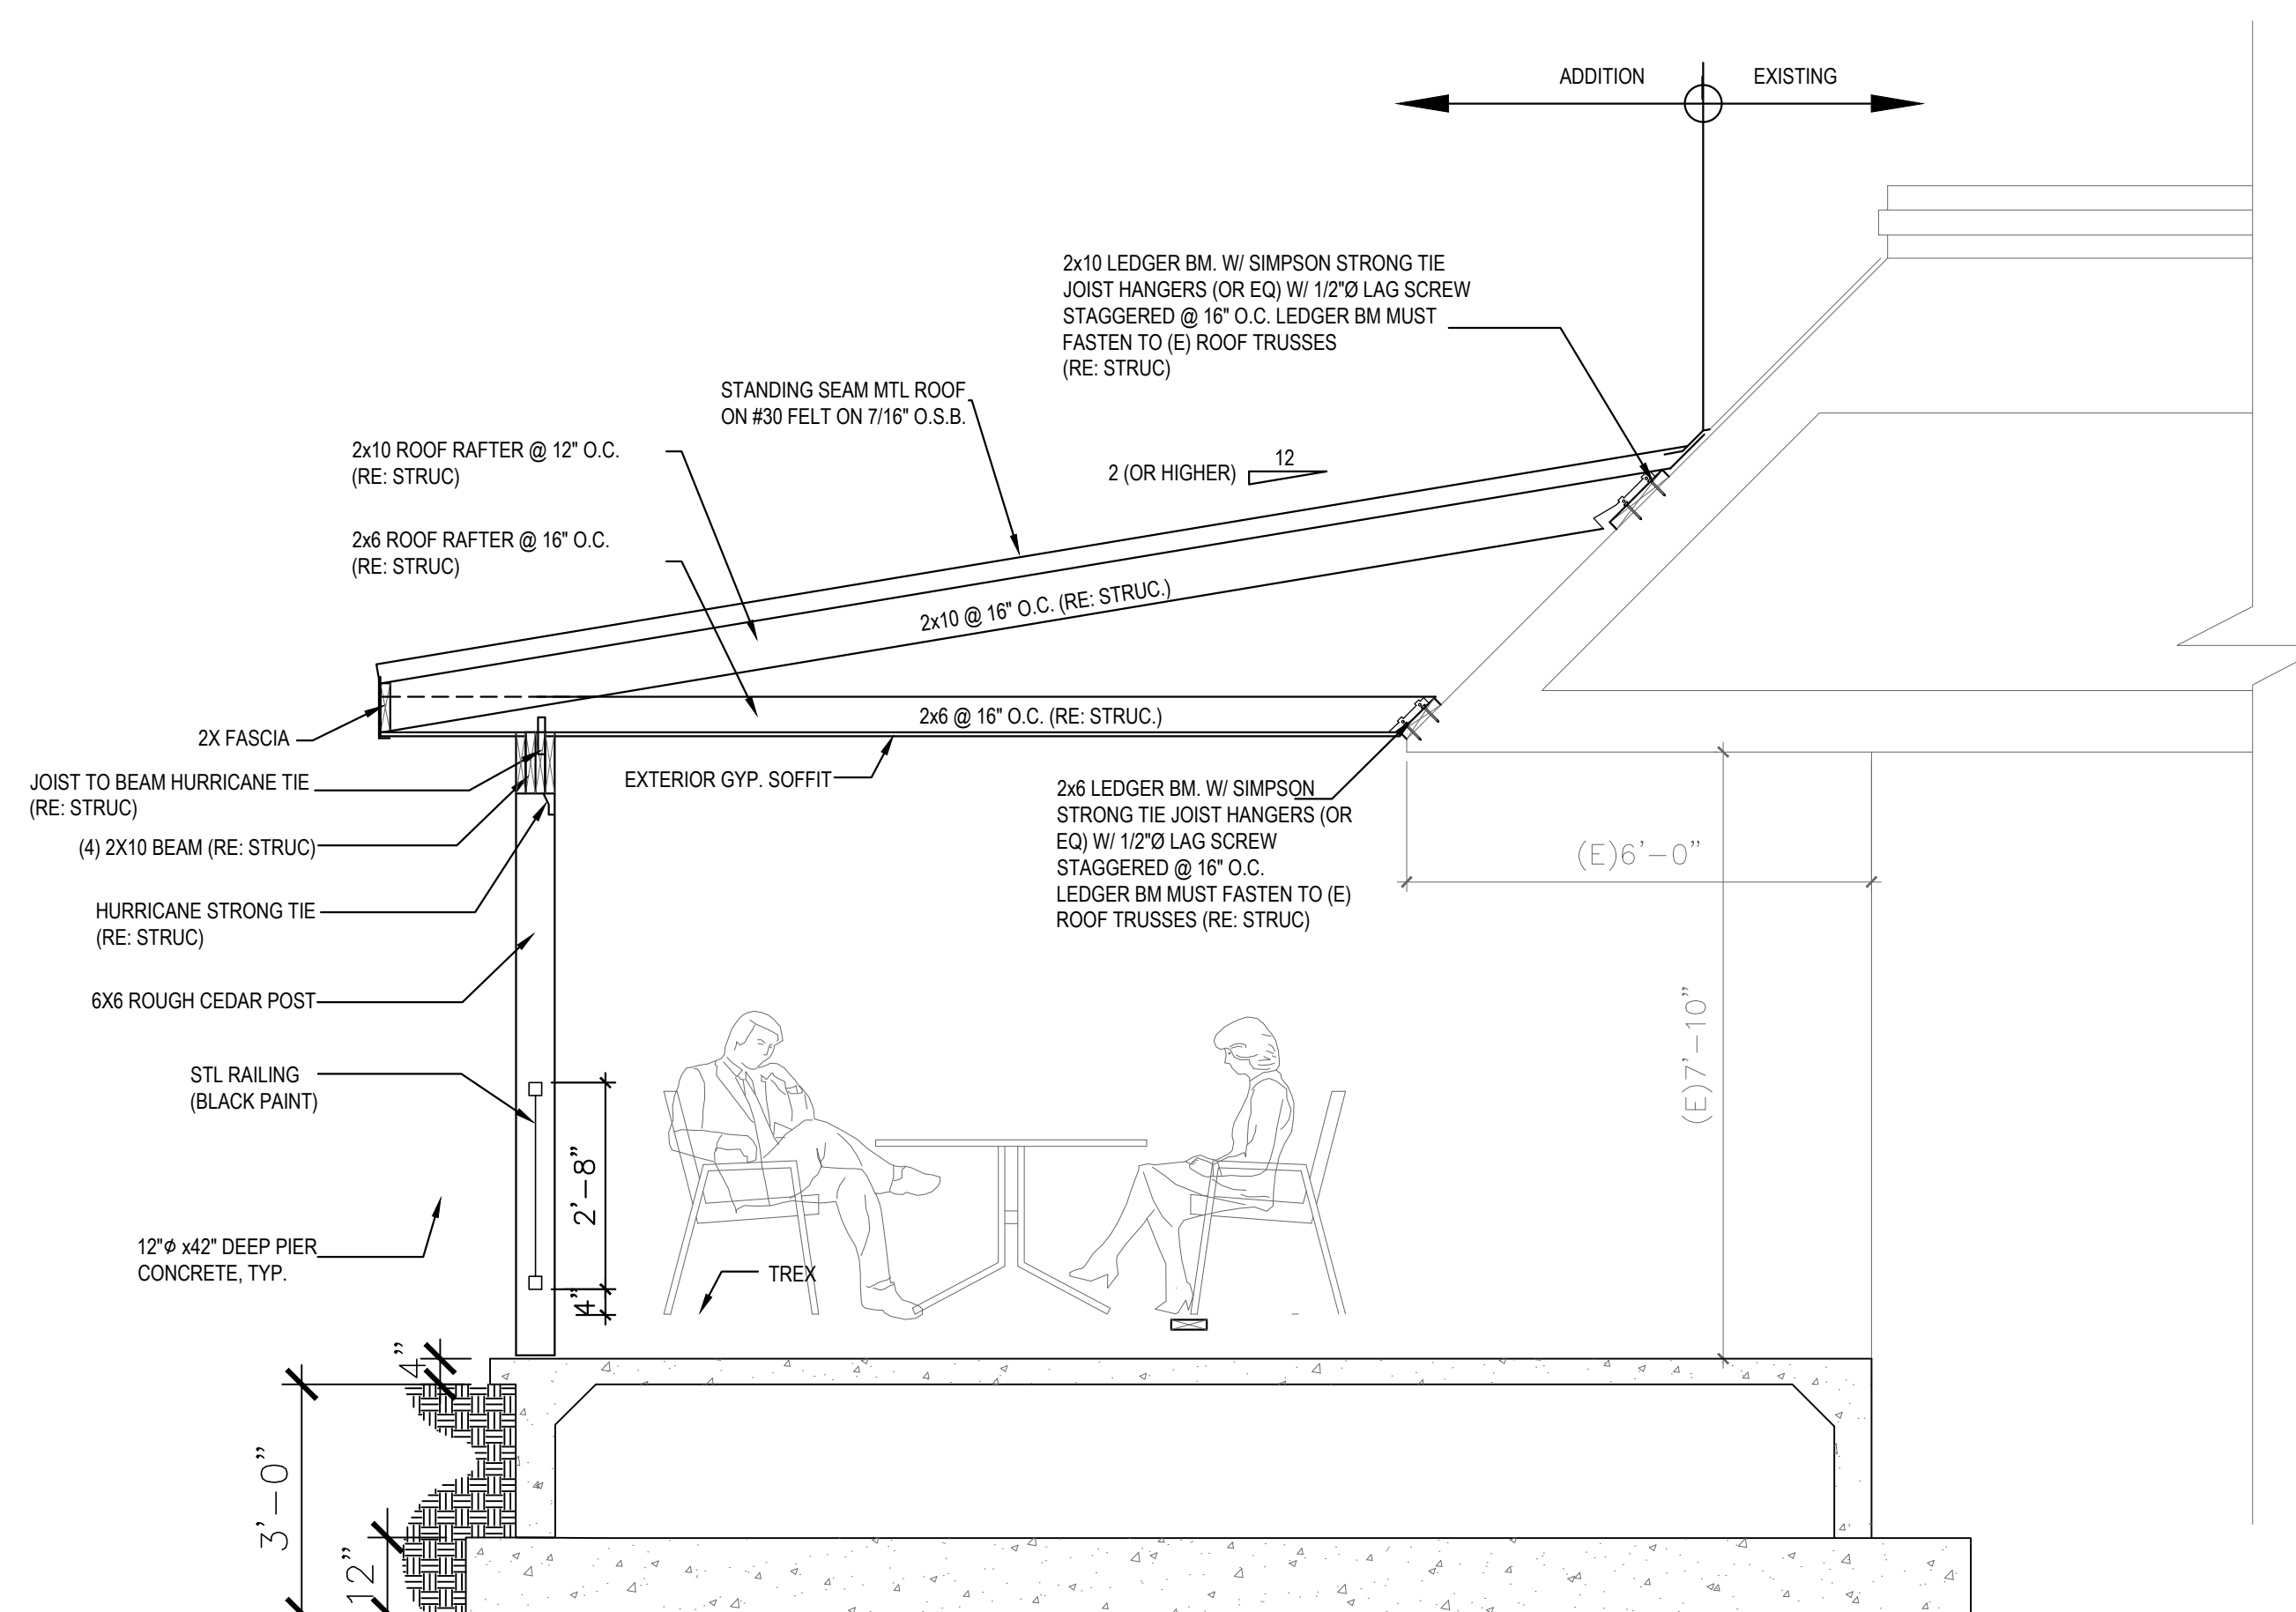 ADDITION
EXISTING
2x10 LEDGER BM. W/ SIMPSON STRONG TIE
JOIST HANGERS (OR EQ) W/ 1/2"Ø LAG SCREW
STAGGERED @ 16" O.C. LEDGER BM MUST
FASTEN TO (E) ROOF TRUSSES
(RE: STRUC)
STANDING SEAM MTL ROOF
ON #30 FELT ON 7/16" O.S.B.
2x10 ROOF RAFTER @ 12" O.C.
(RE: STRUC)
12
2 (OR HIGHER)
2x6 ROOF RAFTER @ 16" O.C.
(RE: STRUC)
2x10 @ 16" O.C. (RE: STRUC.)
2x6 @ 16" O.C. (RE: STRUC.)
2X FASCIA
JOIST TO BEAM HURRICANE TIE
(RE: STRUC)
EXTERIOR GYP. SOFFIT
2x6 LEDGER BM. W/ SIMPSON
STRONG TIE JOIST HANGERS (OR
EQ) W/ 1/2"Ø LAG SCREW
STAGGERED @ 16" O.C.
LEDGER BM MUST FASTEN TO (E)
ROOF TRUSSES (RE: STRUC)
(4) 2X10 BEAM (RE: STRUC)
(E)6'-0"
HURRICANE STRONG TIE
(RE: STRUC)
6X6 ROUGH CEDAR POST
(E)7'-10"
STL RAILING
(BLACK PAINT)
2'-8"
12"ϕ x42" DEEP PIER
CONCRETE, TYP.
TREX
4"
4"
3'-0"
12"